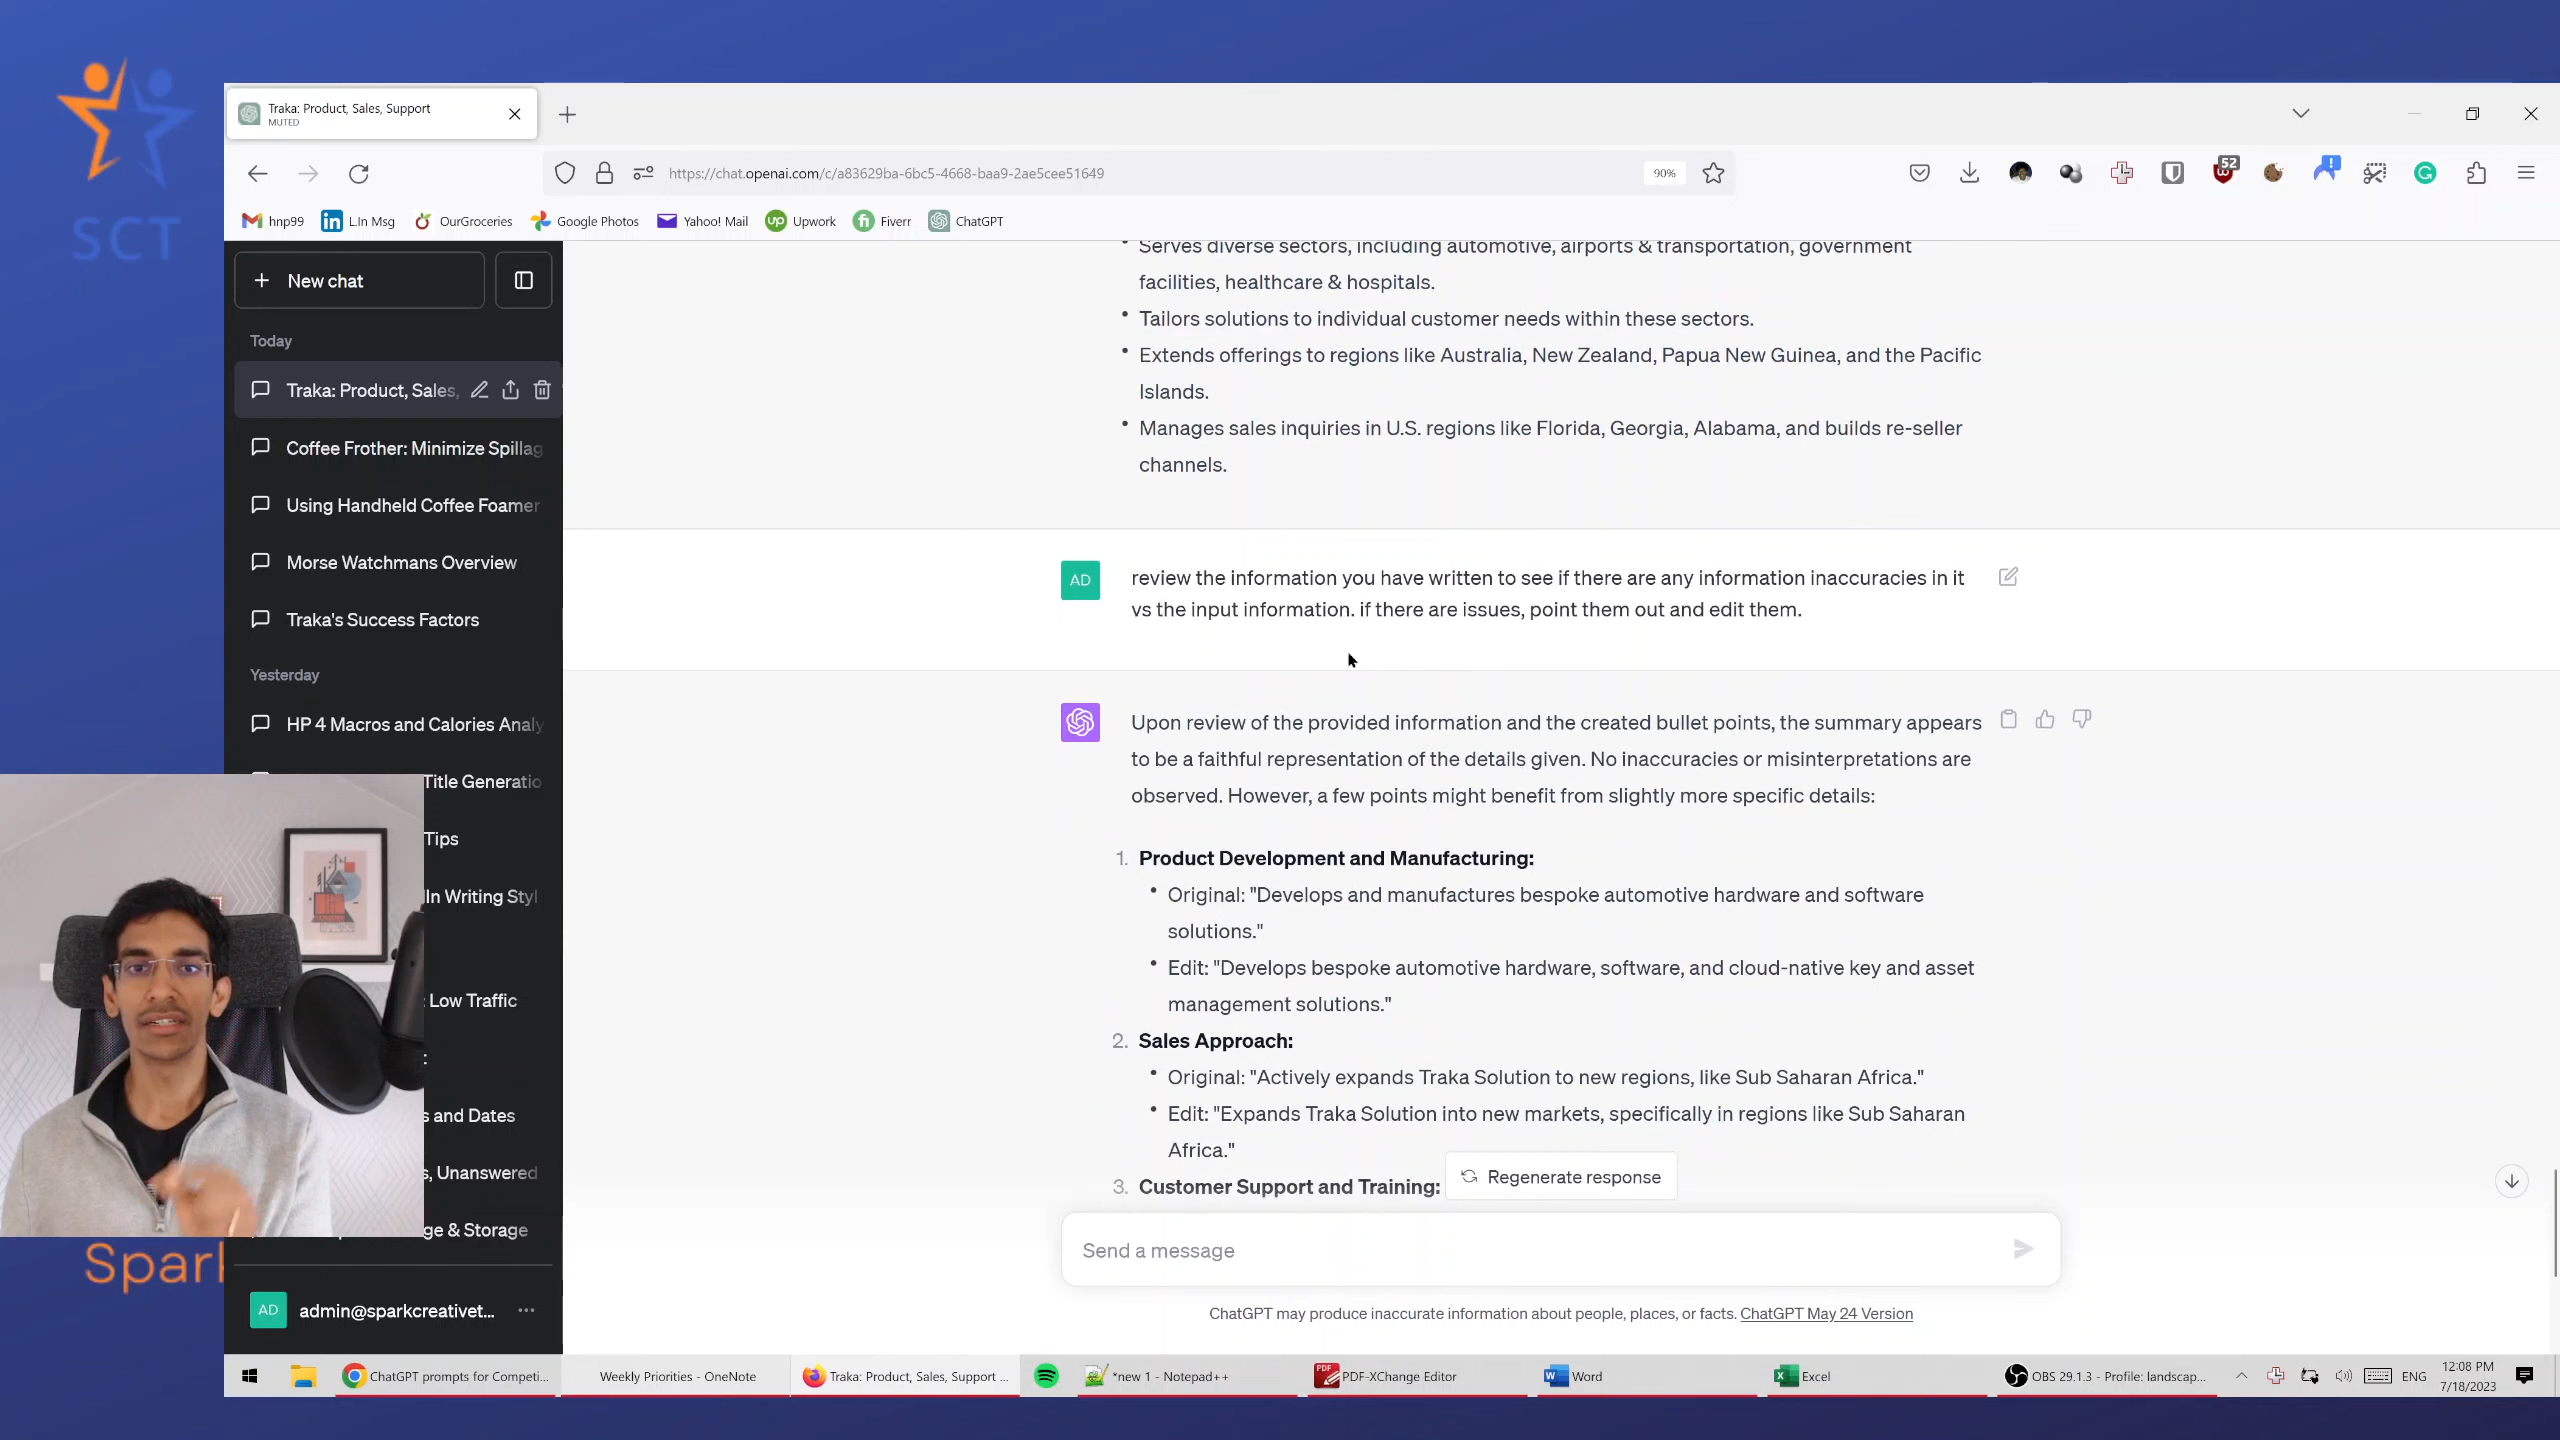 SCT
Spark
Traka: Product, Sales, Support
MUTED
https://chat.openai.com/c/a83629ba-6bc5-4668-baa9-2ae5cee51649
90%
52
hnp99
L.In Msg
OurGroceries
Google Photos
Yahoo! Mail
Upwork
Fiverr
ChatGPT
New chat
Today
Traka: Product, Sales,
Coffee Frother: Minimize Spillag
Using Handheld Coffee Foamer
Morse Watchmans Overview
Traka's Success Factors
Yesterday
HP 4 Macros and Calories Analy
Title Generatio
Tips
In Writing Styl
Low Traffic
s and Dates
s, Unanswered
ge & Storage
AD
admin@sparkcreativet...
Serves diverse sectors, including automotive, airports & transportation, government
facilities, healthcare & hospitals.
Tailors solutions to individual customer needs within these sectors.
Extends offerings to regions like Australia, New Zealand, Papua New Guinea, and the Pacific
Islands.
Manages sales inquiries in U.S. regions like Florida, Georgia, Alabama, and builds re-seller
channels.
AD
review the information you have written to see if there are any information inaccuracies in it
vs the input information. if there are issues, point them out and edit them.
Upon review of the provided information and the created bullet points, the summary appears
to be a faithful representation of the details given. No inaccuracies or misinterpretations are
observed. However, a few points might benefit from slightly more specific details:
1. Product Development and Manufacturing:
Original: "Develops and manufactures bespoke automotive hardware and software
solutions."
Edit: "Develops bespoke automotive hardware, software, and cloud-native key and asset
management solutions."
2. Sales Approach:
Original: "Actively expands Traka Solution to new regions, like Sub Saharan Africa."
Edit: "Expands Traka Solution into new markets, specifically in regions like Sub Saharan
Africa."
3. Customer Support and Training:
Regenerate response
Send a message
ChatGPT may produce inaccurate information about people, places, or facts. ChatGPT May 24 Version
ChatGPT prompts for Competi...
Weekly Priorities - OneNote
Traka: Product, Sales, Support ...
*new 1 - Notepad++
PDF-XChange Editor
Word
Excel
OBS 29.1.3 - Profile: landscap...
ENG
12:08 PM
7/18/2023